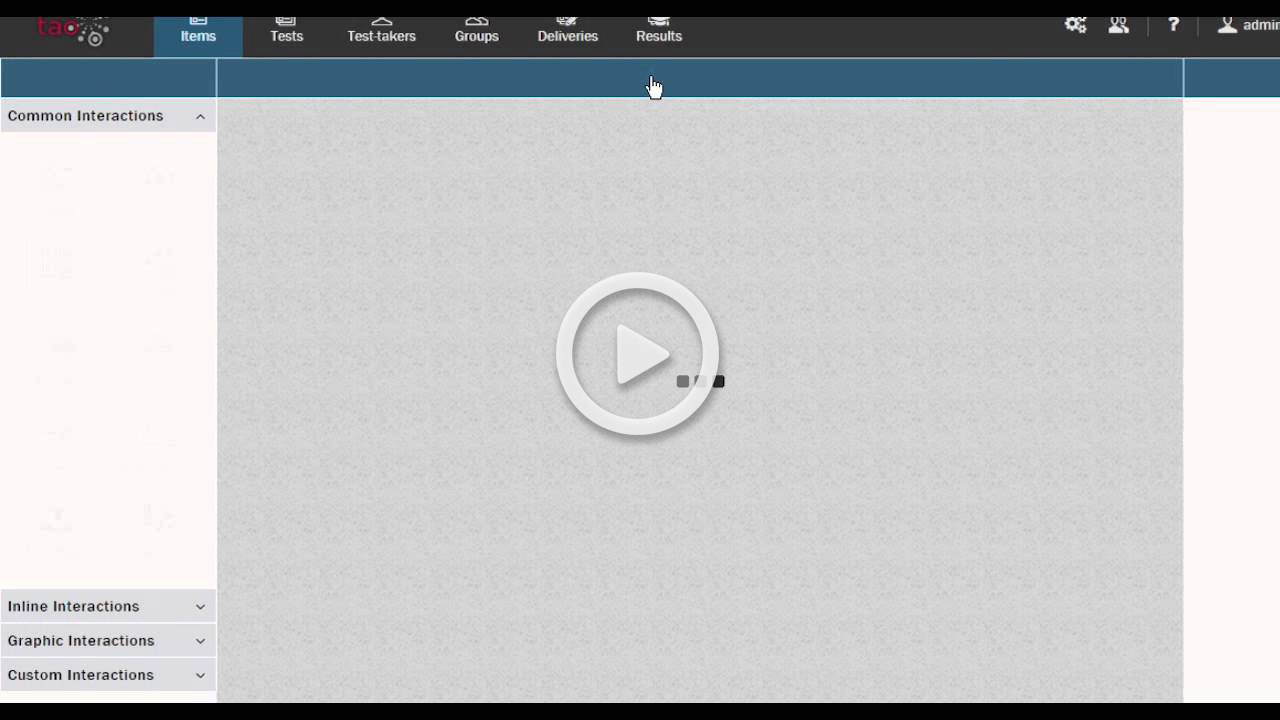 tao
Items
Tests
Test-takers
Groups
Deliveries
Results
?
admin
Common Interactions
Inline Interactions
Graphic Interactions
Custom Interactions